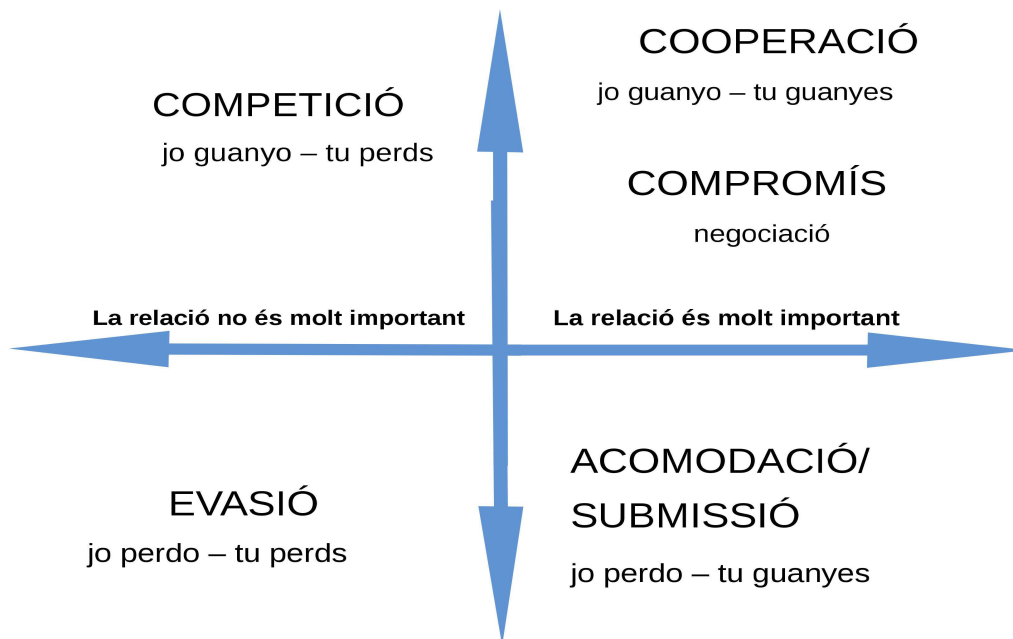 COMPETICIÓ
jo guanyo – tu perds
COOPERACIÓ
jo guanyo – tu guanyes
COMPROMÍS
negociació
La relació no és molt important
La relació és molt important
EVASIÓ
jo perdo – tu perds
ACOMODACIÓ/
SUBMISSIÓ
jo perdo – tu guanyes